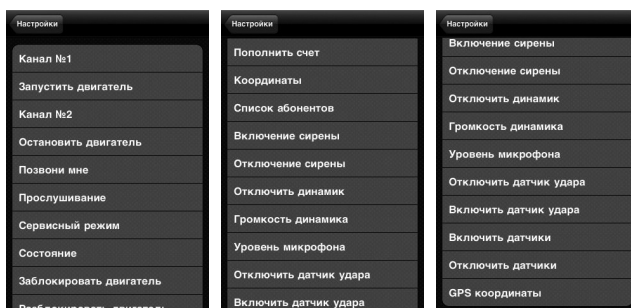 Настройки
Канал №1
Запустить двигатель
Канал №2
Остановить двигатель
Позвони мне
Прослушивание
Сервисный режим
Состояние
Заблокировать двигатель
Разблокировать двигатель
Настройки
Пополнить счет
Координаты
Список абонентов
Включение сирены
Отключение сирены
Отключить динамик
Громкость динамика
Уровень микрофона
Отключить датчик удара
Включить датчик удара
Настройки
Включение сирены
Отключение сирены
Отключить динамик
Громкость динамика
Уровень микрофона
Отключить датчик удара
Включить датчик удара
Включить датчики
Отключить датчики
GPS координаты